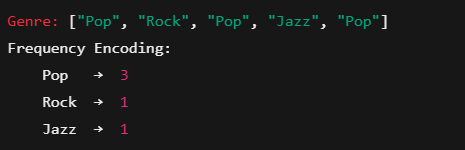 Genre: ["Pop", "Rock", "Pop", "Jazz", "Pop"]
Frequency Encoding:
Pop → 3
Rock → 1
Jazz → 1